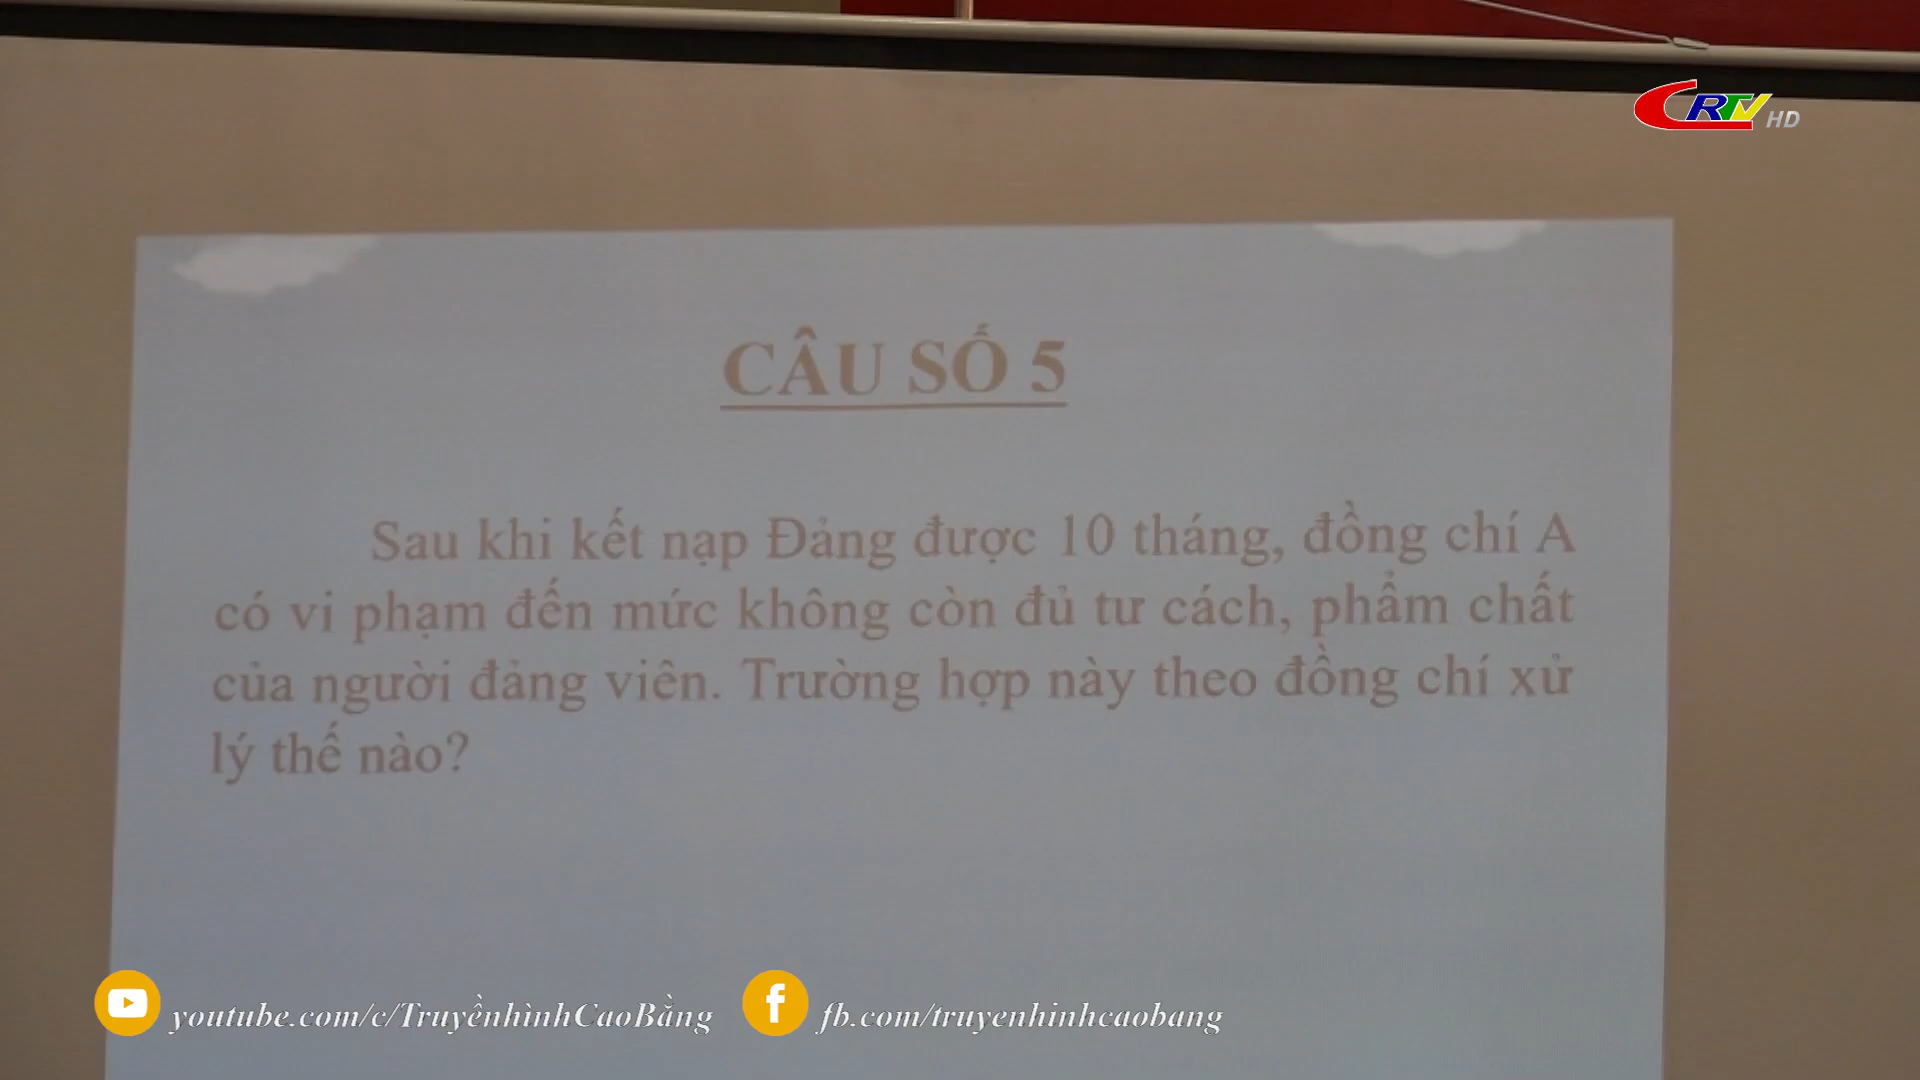 CRTV HD
CÂU SỐ 5
Sau khi kết nạp Đảng được 10 tháng, đồng chí A
có vi phạm đến mức không còn đủ tư cách, phẩm chất
của người đảng viên. Trường hợp này theo đồng chí xử
lý thế nào?
youtube.com/c/TruyềnhìnhCaoBằng
fb.com/truyenhinhcaobang